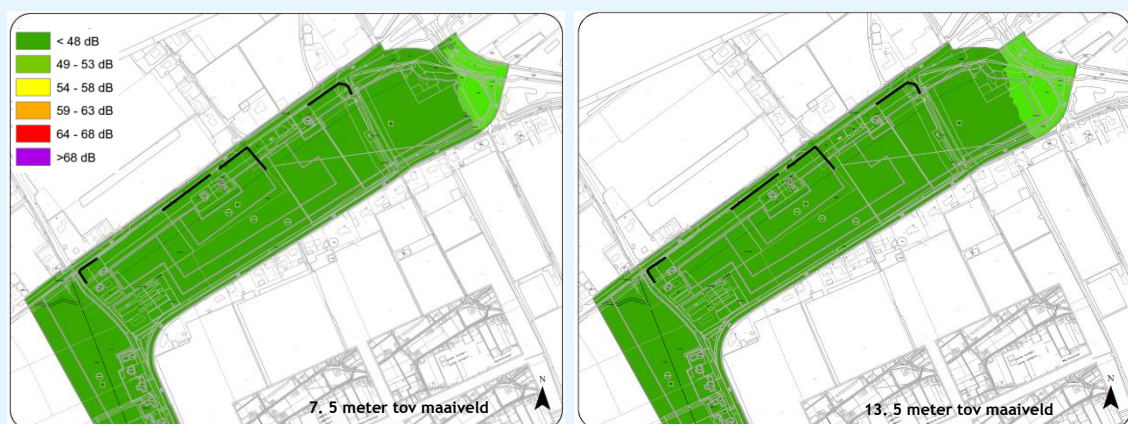 < 48 dB
49 - 53 dB
54 - 58 dB
59 - 63 dB
64 - 68 dB
>68 dB
N
7. 5 meter tov maaiveld
N
13. 5 meter tov maaiveld